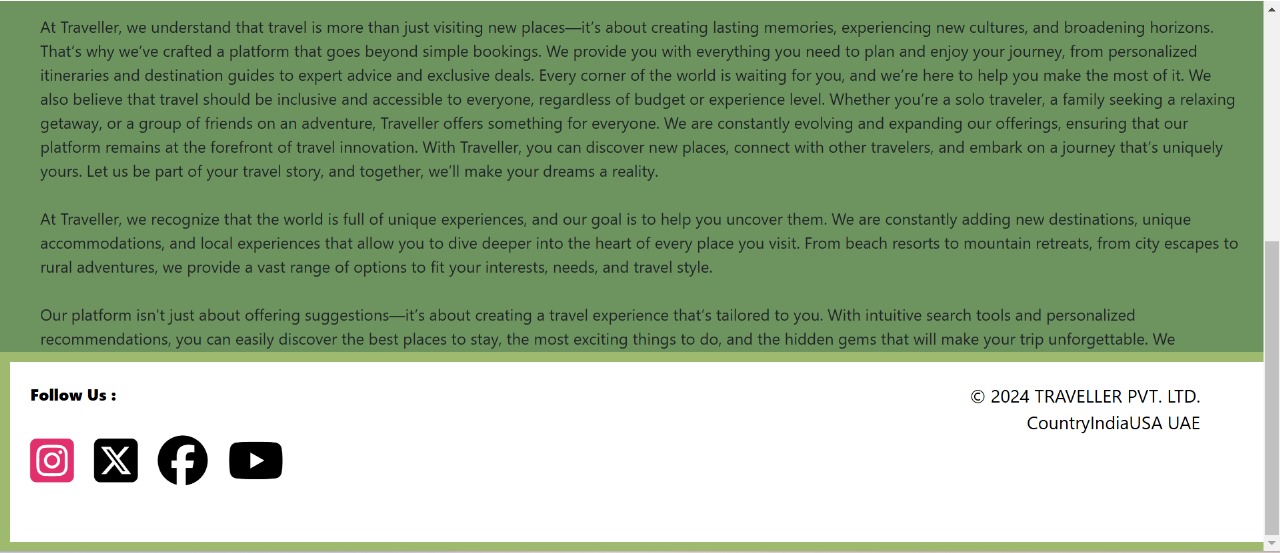 At Traveller, we understand that travel is more than just visiting new places—it’s about creating lasting memories, experiencing new cultures, and broadening horizons.
That’s why we’ve crafted a platform that goes beyond simple bookings. We provide you with everything you need to plan and enjoy your journey, from personalized
itineraries and destination guides to expert advice and exclusive deals. Every corner of the world is waiting for you, and we’re here to help you make the most of it. We
also believe that travel should be inclusive and accessible to everyone, regardless of budget or experience level. Whether you’re a solo traveler, a family seeking a relaxing
getaway, or a group of friends on an adventure, Traveller offers something for everyone. We are constantly evolving and expanding our offerings, ensuring that our
platform remains at the forefront of travel innovation. With Traveller, you can discover new places, connect with other travelers, and embark on a journey that’s uniquely
yours. Let us be part of your travel story, and together, we’ll make your dreams a reality.
At Traveller, we recognize that the world is full of unique experiences, and our goal is to help you uncover them. We are constantly adding new destinations, unique
accommodations, and local experiences that allow you to dive deeper into the heart of every place you visit. From beach resorts to mountain retreats, from city escapes to
rural adventures, we provide a vast range of options to fit your interests, needs, and travel style.
Our platform isn't just about offering suggestions—it’s about creating a travel experience that’s tailored to you. With intuitive search tools and personalized
recommendations, you can easily discover the best places to stay, the most exciting things to do, and the hidden gems that will make your trip unforgettable. We
Follow Us :
© 2024 TRAVELLER PVT. LTD.
CountryIndiaUSA UAE